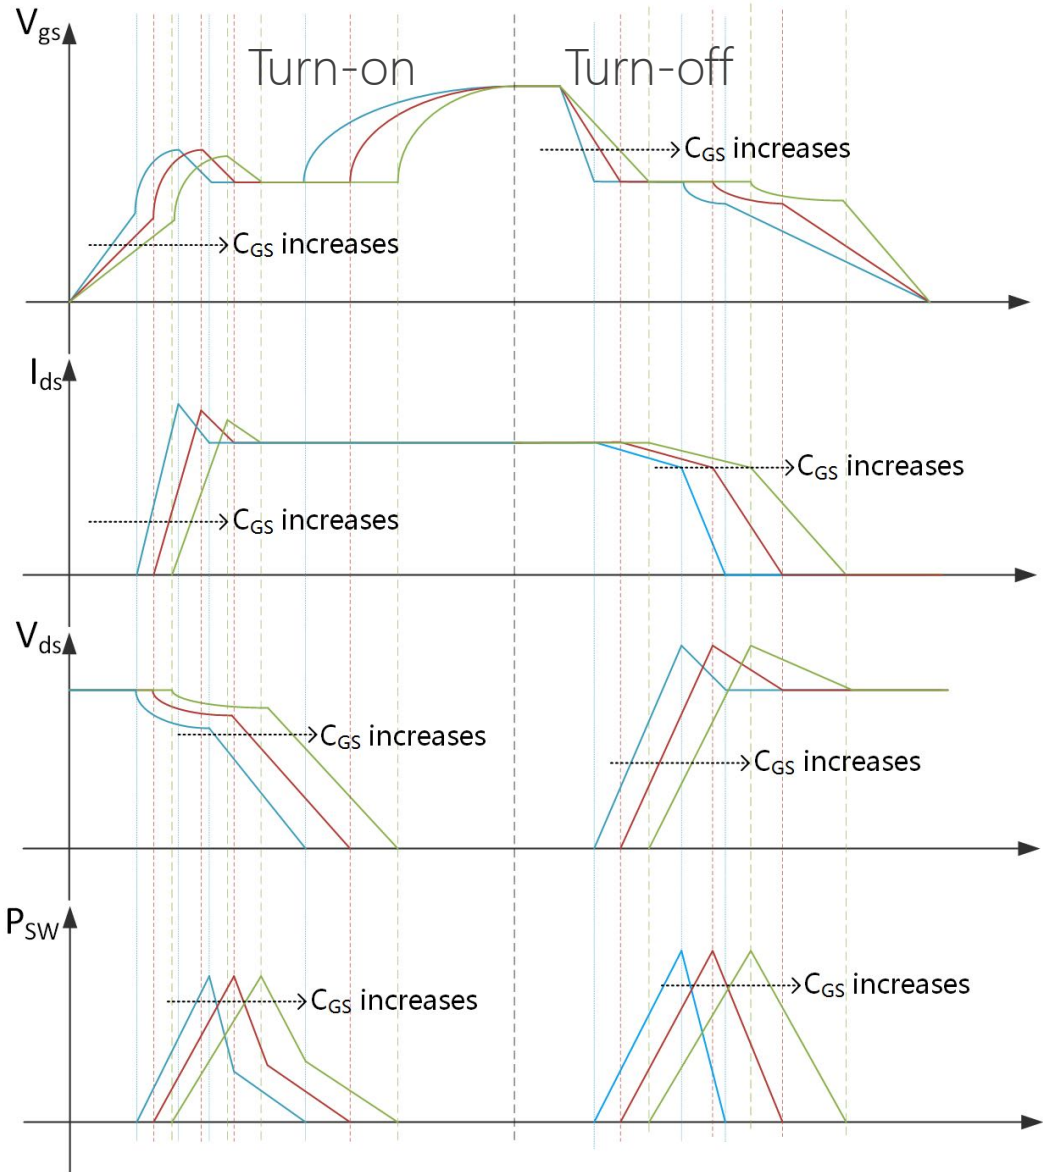 Vgs
Turn-on
Turn-off
CGS increases
CGS increases
Ids
CGS increases
CGS increases
Vds
CGS increases
CGS increases
PSW
CGS increases
CGS increases